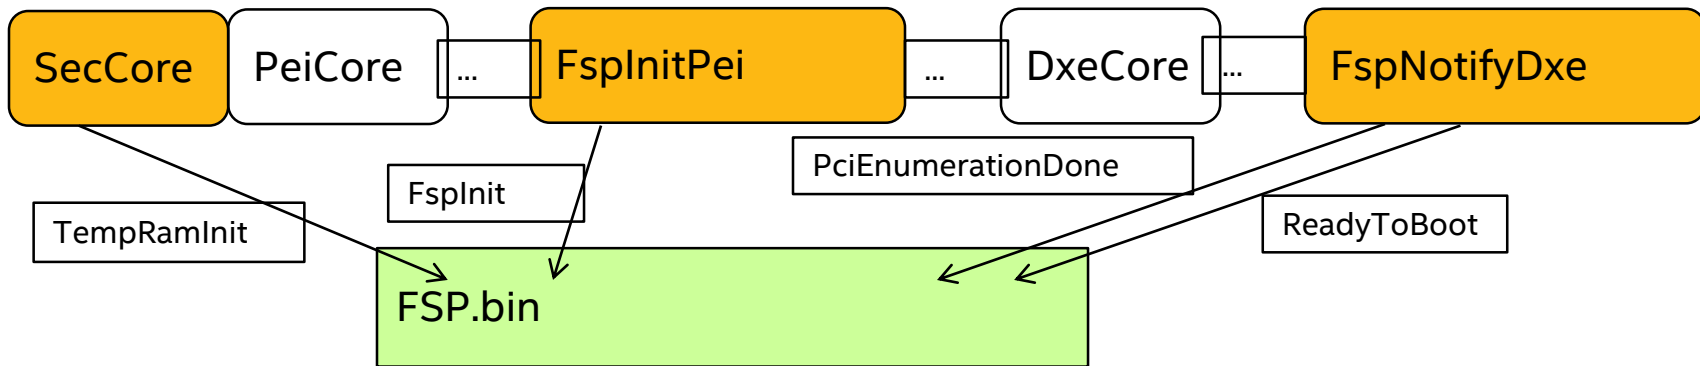 SecCore
PeiCore
...
FspInitPei
...
DxeCore
...
FspNotifyDxe
PciEnumerationDone
FspInit
TempRamInit
ReadyToBoot
FSP.bin